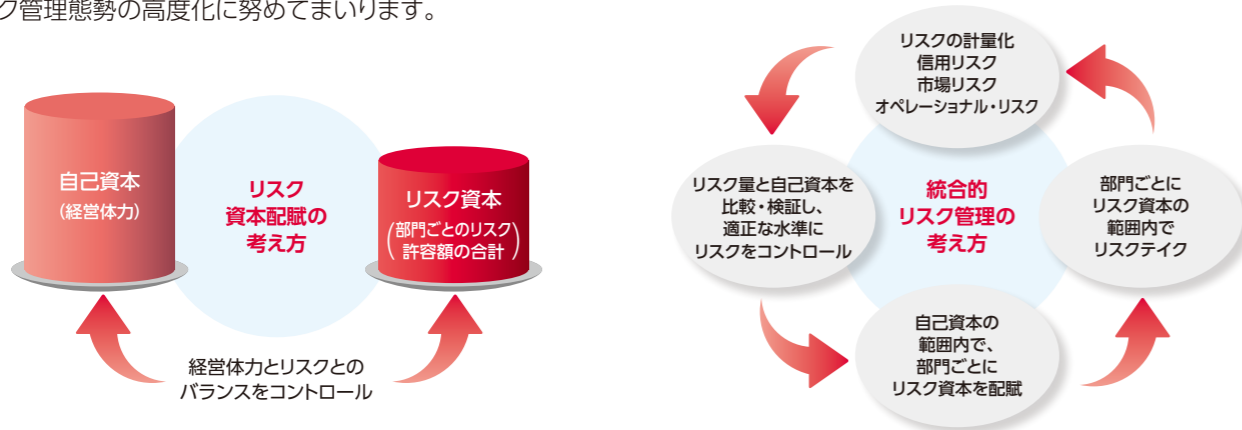 ク管理態勢の高度化に努めてまいります。
自己資本
(経営体力)
リスク
資本配賦の
考え方
リスク資本
(部門ごとのリスク
許容額の合計)
経営体力とリスクとの
バランスをコントロール
リスクの計量化
信用リスク
市場リスク
オペレーショナル・リスク
リスク量と自己資本を
比較・検証し、
適正な水準に
リスクをコントロール
統合的
リスク管理の
考え方
部門ごとに
リスク資本の
範囲内で
リスクテイク
自己資本の
範囲内で、
部門ごとに
リスク資本を配賦